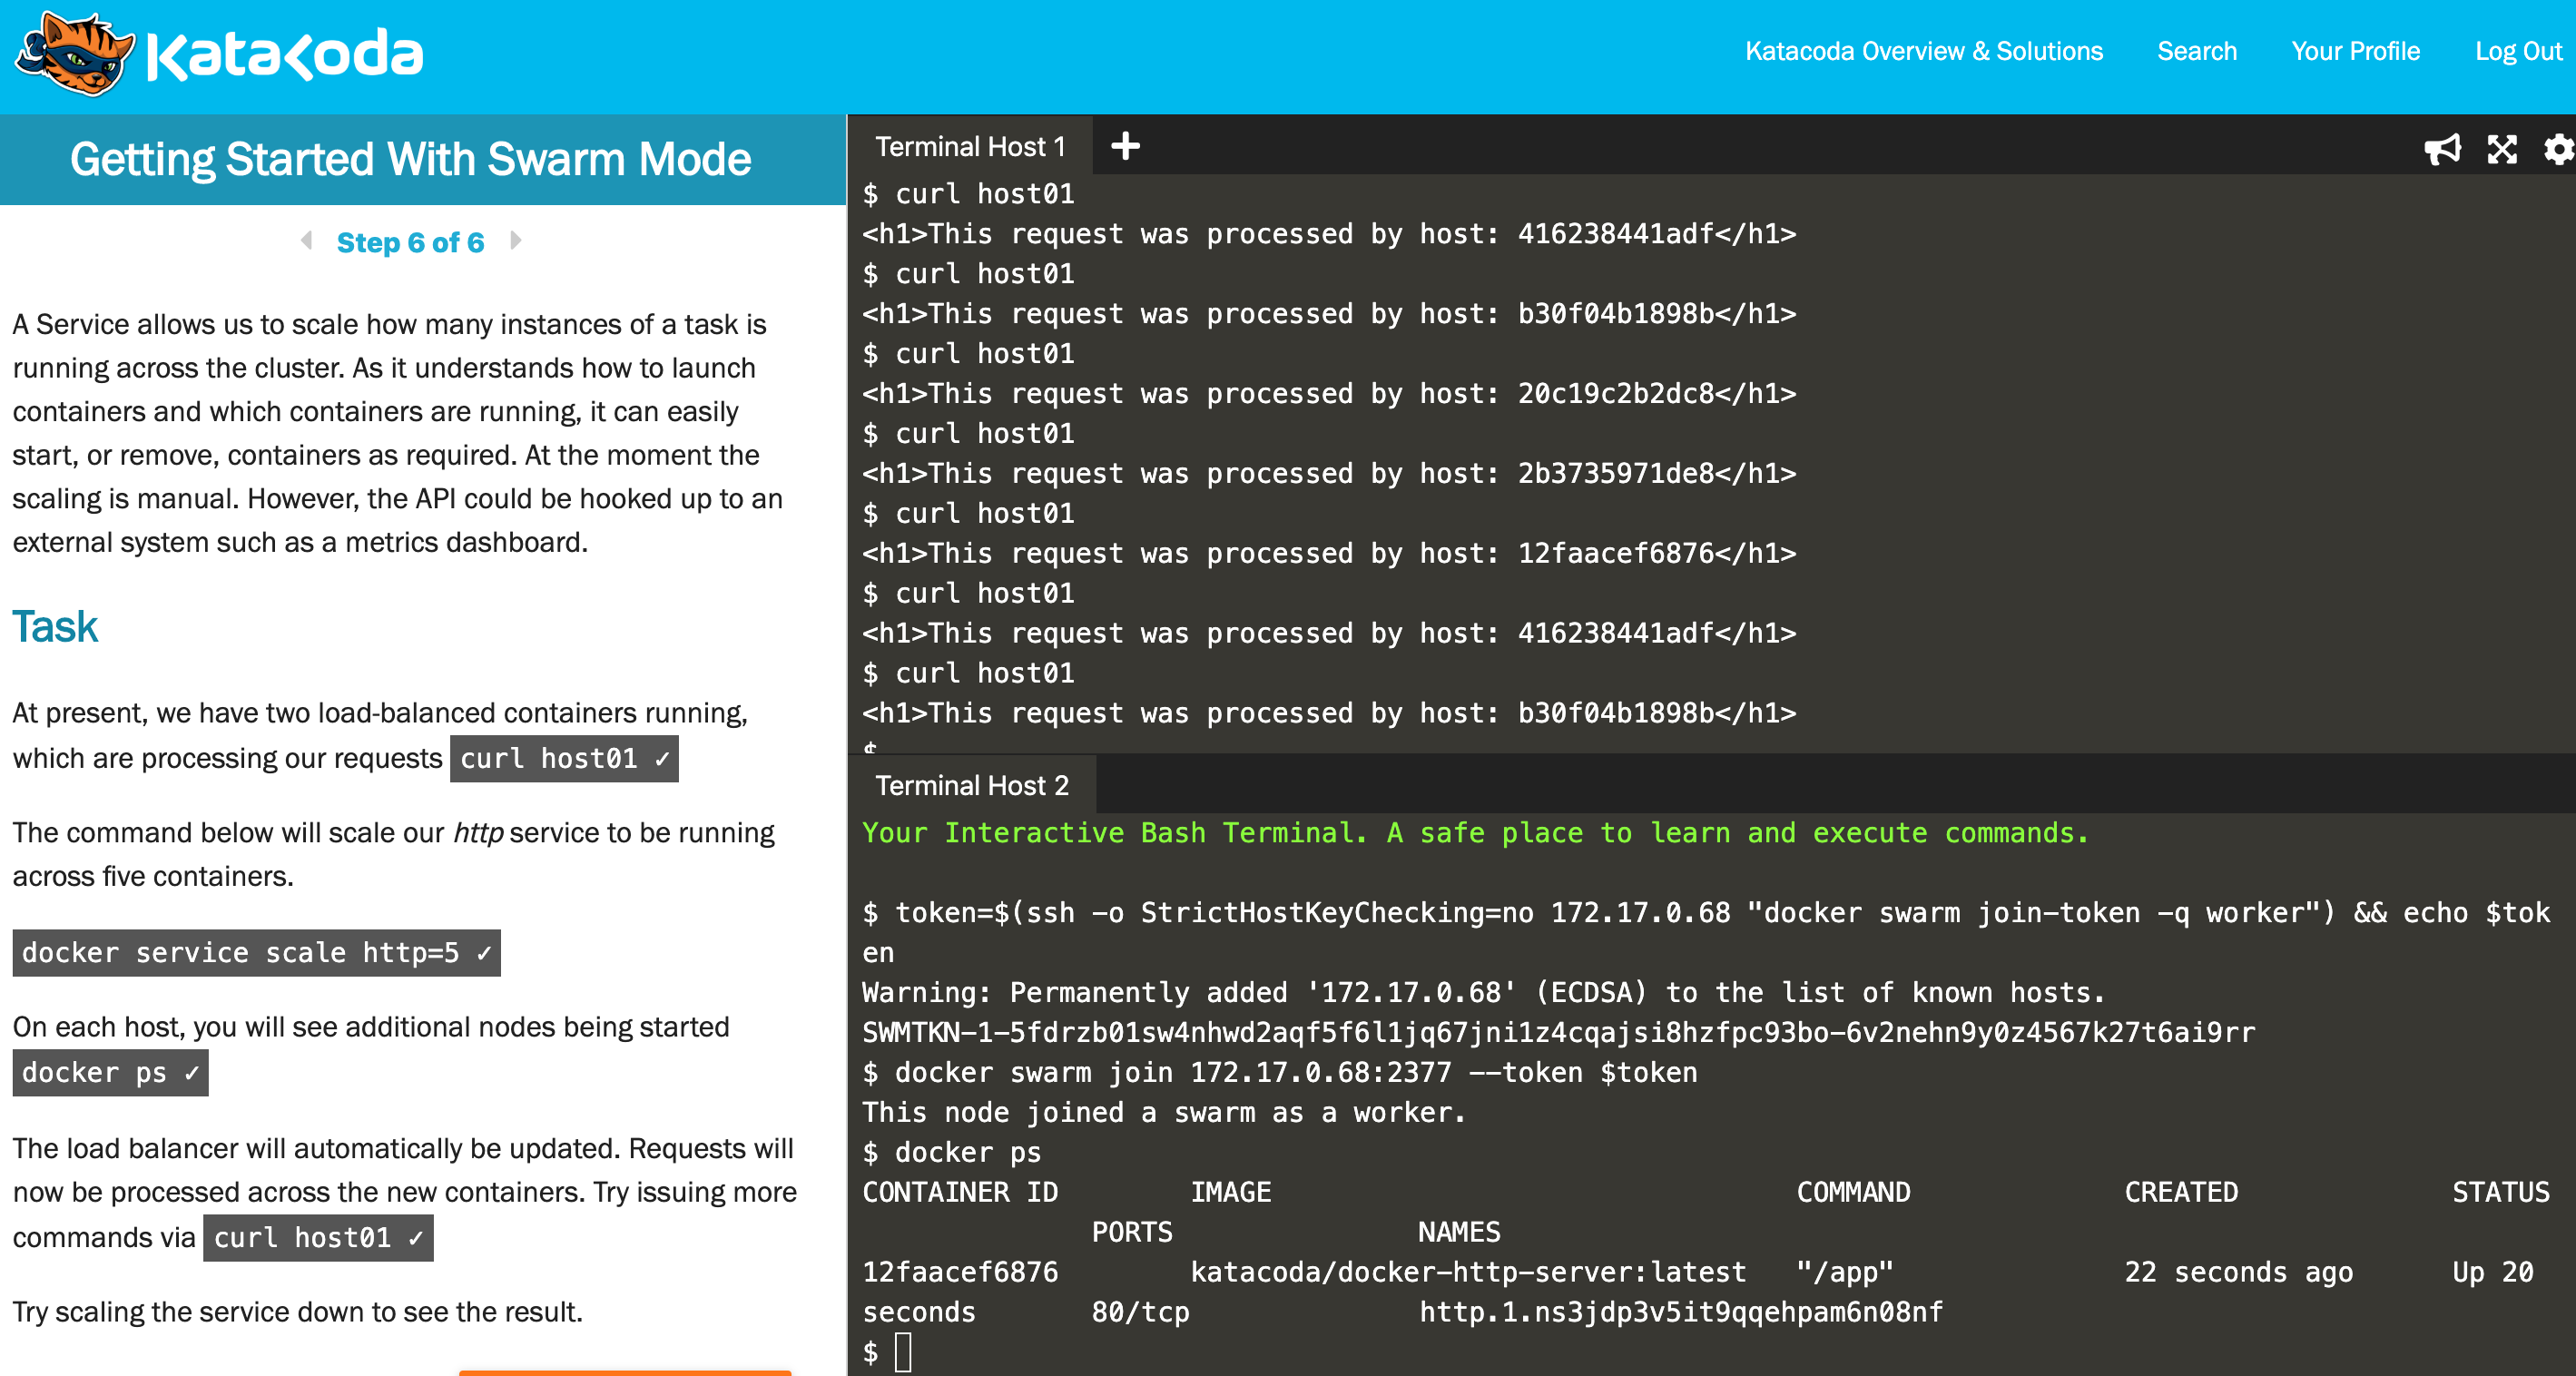 Katacoda
Katacoda Overview & Solutions
Search
Your Profile
Log Out
Getting Started With Swarm Mode
Step 6 of 6
A Service allows us to scale how many instances of a task is
running across the cluster. As it understands how to launch
containers and which containers are running, it can easily
start, or remove, containers as required. At the moment the
scaling is manual. However, the API could be hooked up to an
external system such as a metrics dashboard.
Task
At present, we have two load-balanced containers running,
which are processing our requests curl host01 ✓
The command below will scale our http service to be running
across five containers.
docker service scale http=5 ✓
On each host, you will see additional nodes being started
docker ps ✓
The load balancer will automatically be updated. Requests will
now be processed across the new containers. Try issuing more
commands via curl host01 ✓
Try scaling the service down to see the result.
Terminal Host 1
$ curl host01
<h1>This request was processed by host: 416238441adf</h1>
$ curl host01
<h1>This request was processed by host: b30f04b1898b</h1>
$ curl host01
<h1>This request was processed by host: 20c19c2b2dc8</h1>
$ curl host01
<h1>This request was processed by host: 2b3735971de8</h1>
$ curl host01
<h1>This request was processed by host: 12faacef6876</h1>
$ curl host01
<h1>This request was processed by host: 416238441adf</h1>
$ curl host01
<h1>This request was processed by host: b30f04b1898b</h1>
$
Terminal Host 2
Your Interactive Bash Terminal. A safe place to learn and execute commands.
$ token=$(ssh -o StrictHostKeyChecking=no 172.17.0.68 "docker swarm join-token -q worker") && echo $tok
en
Warning: Permanently added '172.17.0.68' (ECDSA) to the list of known hosts.
SWMTKN-1-5fdrzb01sw4nhwd2aqf5f6l1jq67jni1z4cqajsi8hzfpc93bo-6v2nehn9y0z4567k27t6ai9rr
$ docker swarm join 172.17.0.68:2377 --token $token
This node joined a swarm as a worker.
$ docker ps
CONTAINER ID IMAGE COMMAND CREATED STATUS
PORTS NAMES
12faacef6876 katacoda/docker-http-server:latest "/app" 22 seconds ago Up 20
seconds 80/tcp http.1.ns3jdp3v5it9qqehpam6n08nf
$